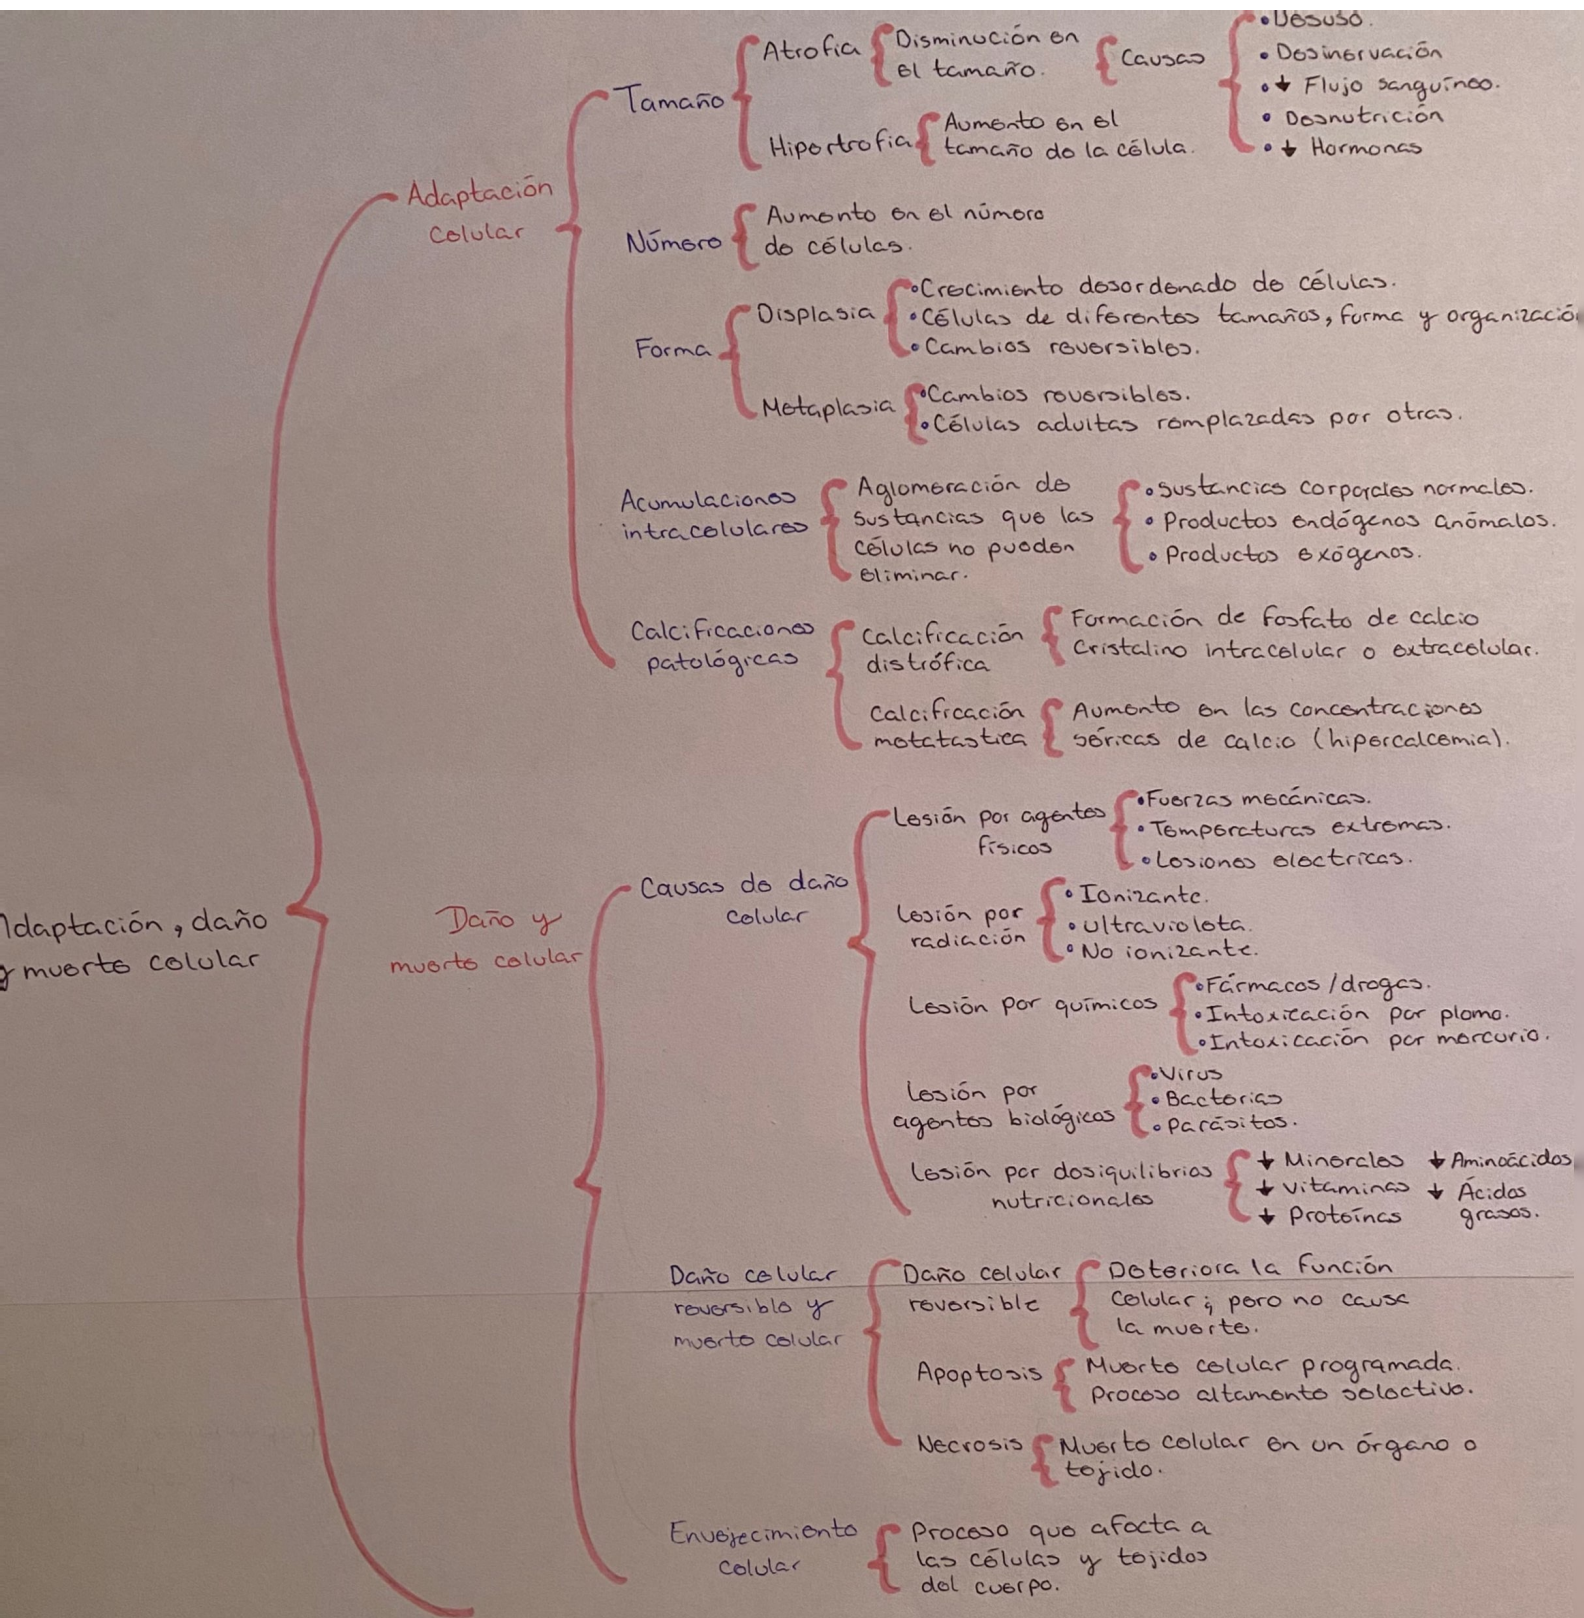 Adaptación, daño
y muerte celular
Adaptación
celular
Tamaño
Atrofia
Disminución en
el tamaño.
Causas
• Desuso.
• Desinervación
• ↓ Flujo sanguíneo.
• Desnutrición
• ↓ Hormonas
Hipertrofia
Aumento en el
tamaño de la célula.
Número
Aumento en el número
de células.
Forma
Displasia
• Crecimiento desordenado de células.
• Células de diferentes tamaños, forma y organizació
• Cambios reversibles.
Metaplasia
• Cambios reversibles.
• Células adultas remplazadas por otras.
Acumulaciones
intracelulares
Aglomeración de
sustancias que las
células no pueden
eliminar.
• Sustancias corporales normales.
• Productos endógenos anómalos.
• Productos exógenos.
Calcificaciones
patológicas
Calcificación
distrófica
Formación de fosfato de calcio
cristalino intracelular o extracelular.
Calcificación
metatastica
Aumento en las concentraciones
séricas de calcio (hipercalcemia).
Daño y
muerte celular
Causas de daño
celular
Lesión por agentes
físicos
• Fuerzas mecánicas.
• Temperaturas extremas.
• Lesiones electricas.
Lesión por
radiación
• Ionizante.
• Ultravioleta.
• No ionizante.
Lesión por químicos
• Fármacos/drogas.
• Intoxicación por plomo.
• Intoxicación por mercurio.
Lesión por
agentes biológicos
• Virus
• Bacterias
• Parásitos.
Lesión por desiquilibrios
nutricionales
↓ Minerales ↓ Aminoácidos
↓ Vitaminas ↓ Ácidos
↓ Proteínas grasos.
Daño celular
reversible y
muerte celular
Daño celular
reversible
Deteriora la función
celular; pero no causa
la muerte.
Apoptosis
Muerte celular programada.
Proceso altamente selectivo.
Necrosis
Muerte celular en un órgano o
tejido.
Envejecimiento
celular
Proceso que afecta a
las células y tejidos
del cuerpo.